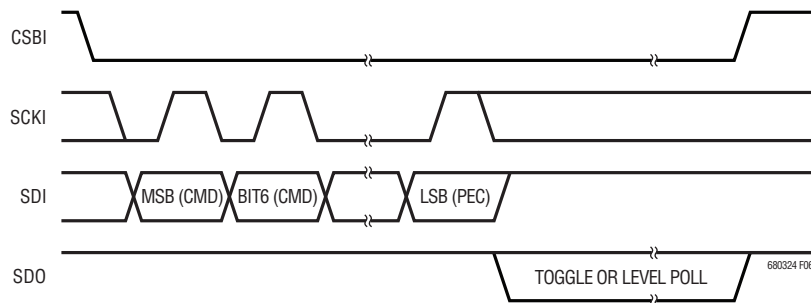 CSBI
SCKI
SDI
MSB (CMD) BIT6 (CMD) LSB (PEC)
SDO
TOGGLE OR LEVEL POLL
680324 F06